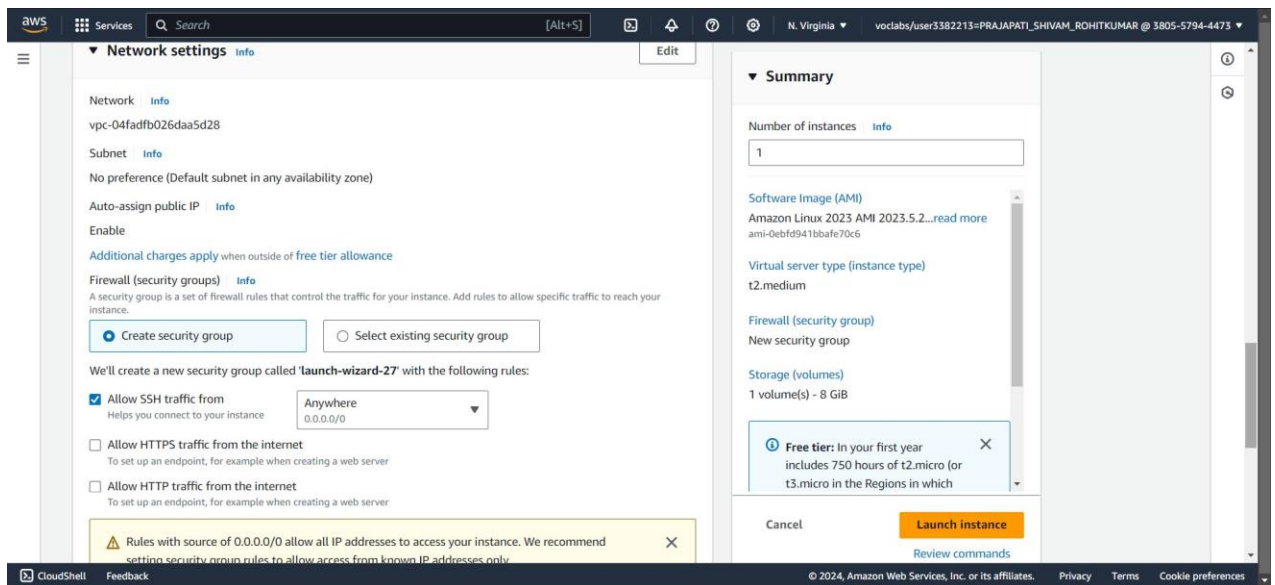 aws
Services
Search
[Alt+S]
N. Virginia
voclabs/user3382213=PRAJAPATI_SHIVAM_ROHITKUMAR @ 3805-5794-4473
Network settings Info
Edit
Network Info
vpc-04fadfb026daa5d28
Subnet Info
No preference (Default subnet in any availability zone)
Auto-assign public IP Info
Enable
Additional charges apply when outside of free tier allowance
Firewall (security groups) Info
A security group is a set of firewall rules that control the traffic for your instance. Add rules to allow specific traffic to reach your
instance.
Create security group
Select existing security group
We'll create a new security group called 'launch-wizard-27' with the following rules:
Allow SSH traffic from
Helps you connect to your instance
Anywhere
0.0.0.0/0
Allow HTTPS traffic from the internet
To set up an endpoint, for example when creating a web server
Allow HTTP traffic from the internet
To set up an endpoint, for example when creating a web server
Rules with source of 0.0.0.0/0 allow all IP addresses to access your instance. We recommend
setting security group rules to allow access from known IP addresses only.
Summary
Number of instances Info
1
Software Image (AMI)
Amazon Linux 2023 AMI 2023.5.2...read more
ami-0ebfd941bbafe70c6
Virtual server type (instance type)
t2.medium
Firewall (security group)
New security group
Storage (volumes)
1 volume(s) - 8 GiB
Free tier: In your first year
includes 750 hours of t2.micro (or
t3.micro in the Regions in which
Cancel
Launch instance
Review commands
CloudShell
Feedback
© 2024, Amazon Web Services, Inc. or its affiliates.
Privacy
Terms
Cookie preferences